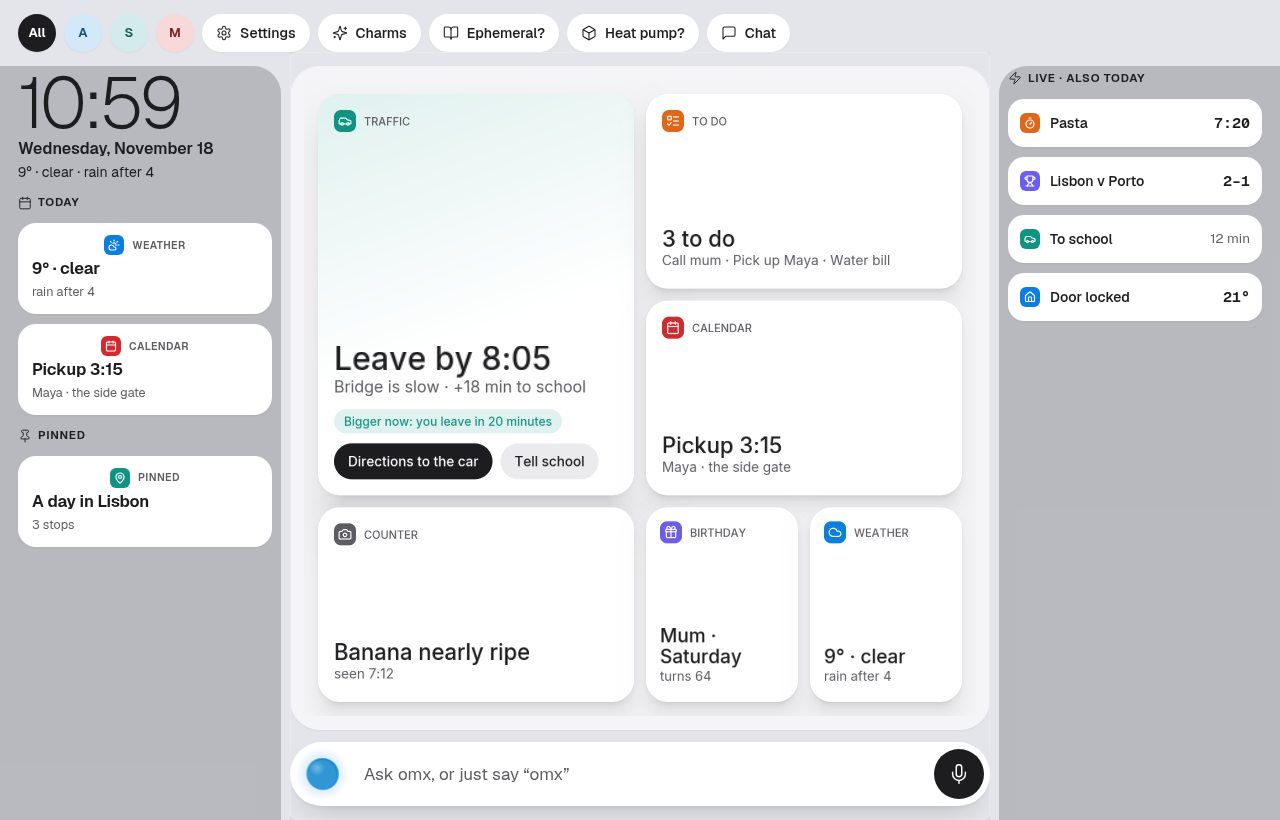 All
A
S
M
Settings
Charms
Ephemeral?
Heat pump?
Chat
10:59
Wednesday, November 18
9° · clear · rain after 4
TODAY
WEATHER
9° · clear
rain after 4
CALENDAR
Pickup 3:15
Maya · the side gate
PINNED
PINNED
A day in Lisbon
3 stops
TRAFFIC
Leave by 8:05
Bridge is slow · +18 min to school
Bigger now: you leave in 20 minutes
Directions to the car
Tell school
TO DO
3 to do
Call mum · Pick up Maya · Water bill
CALENDAR
Pickup 3:15
Maya · the side gate
COUNTER
Banana nearly ripe
seen 7:12
BIRTHDAY
Mum ·
Saturday
turns 64
WEATHER
9° · clear
rain after 4
Ask omx, or just say “omx”
LIVE · ALSO TODAY
Pasta
7:20
Lisbon v Porto
2–1
To school
12 min
Door locked
21°